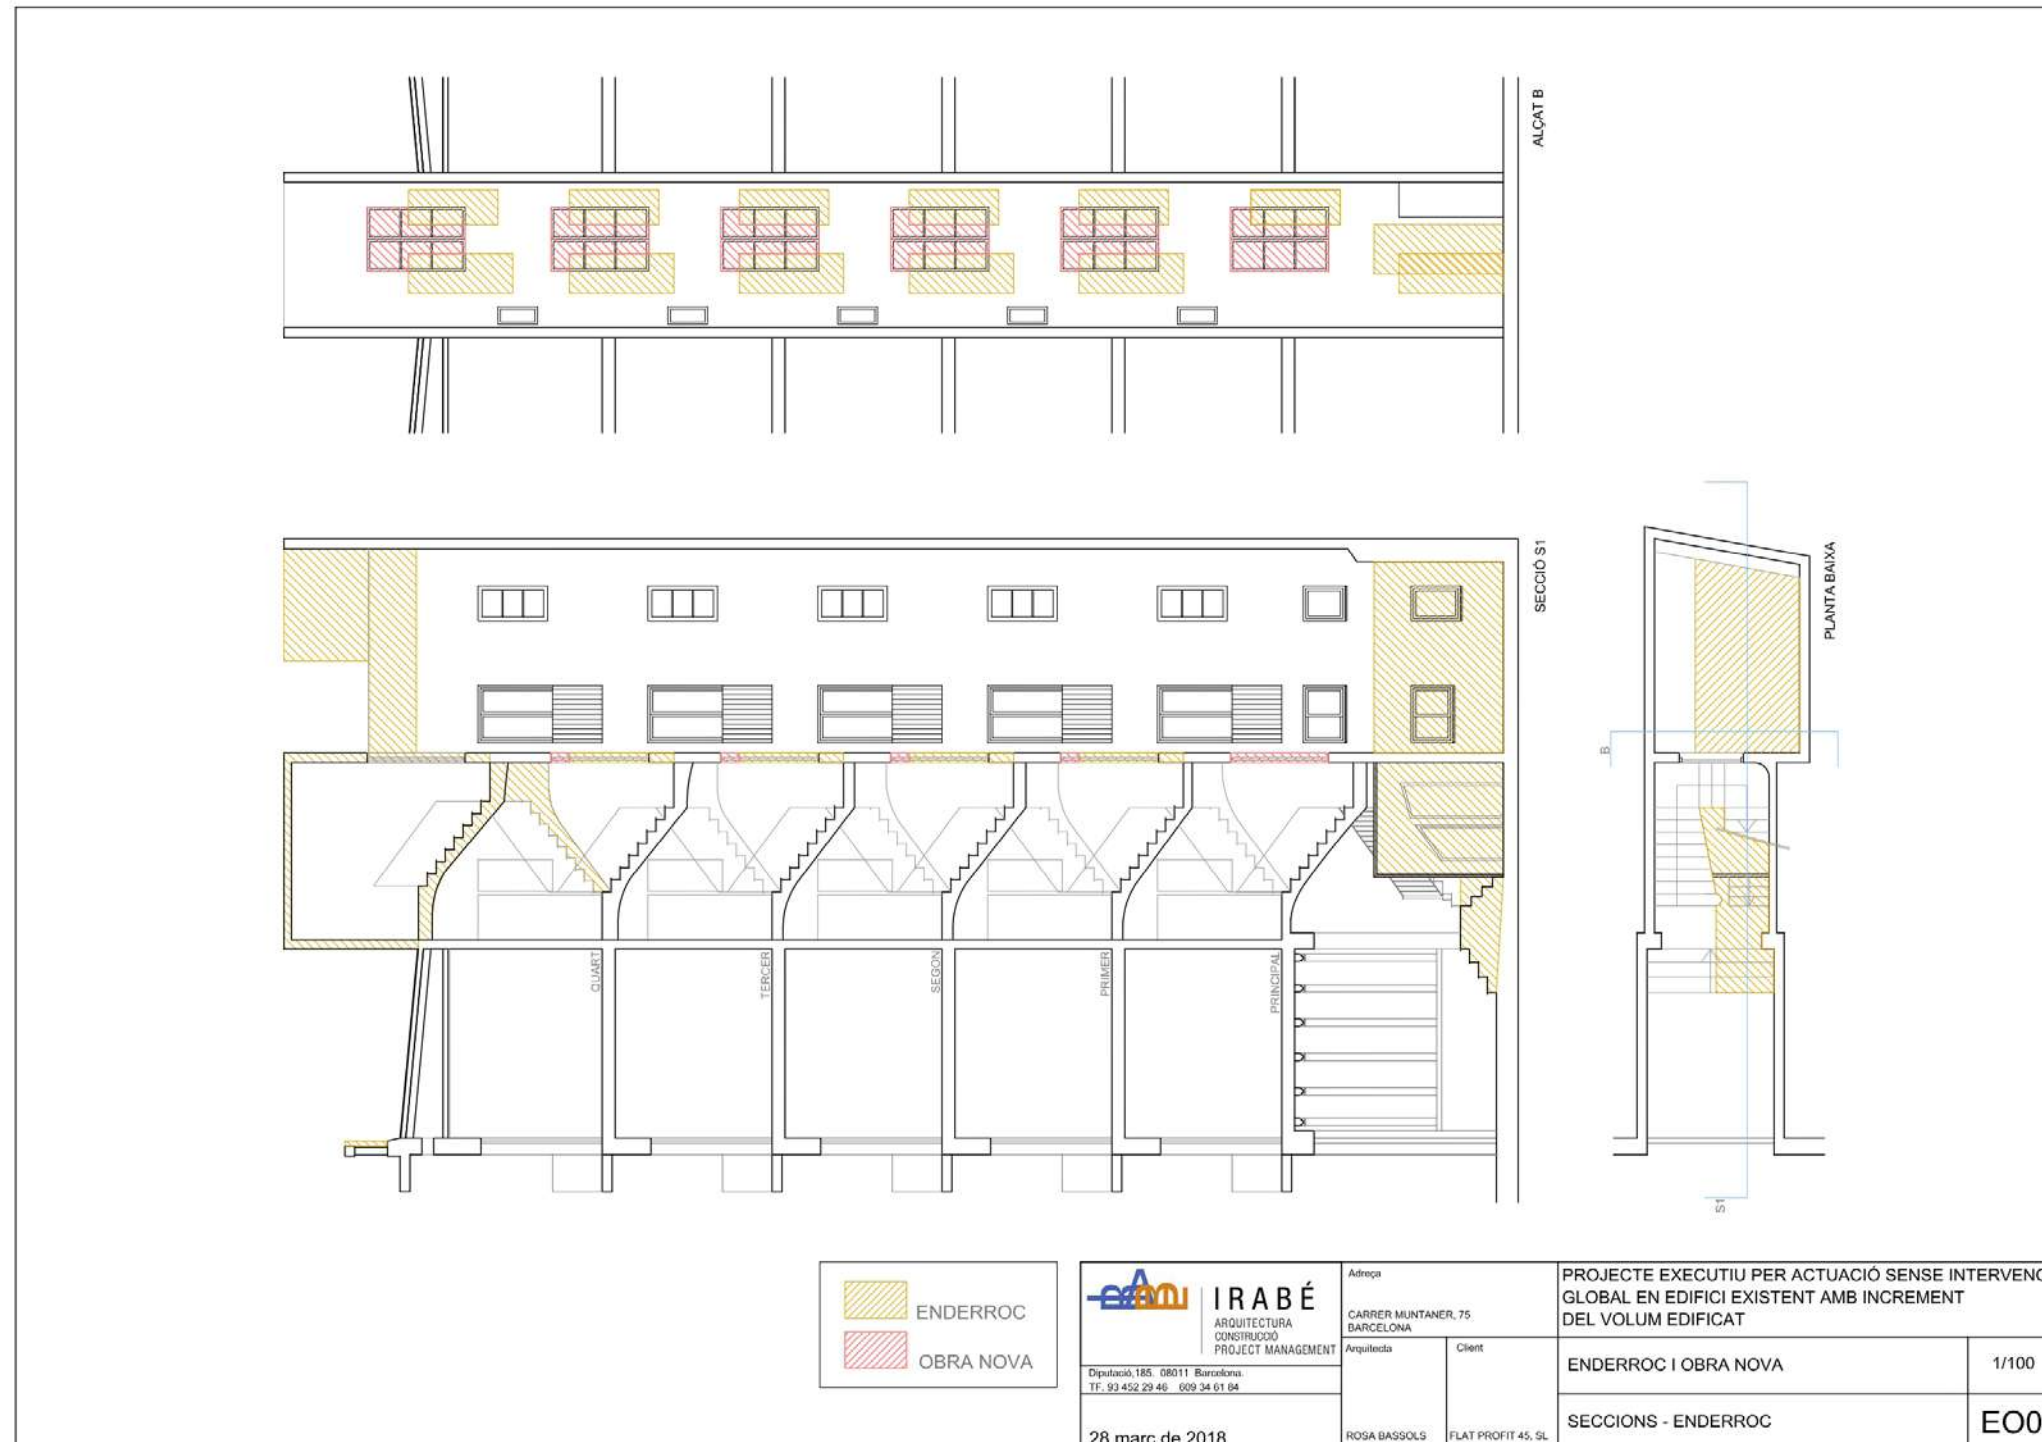 ALÇAT B
SECCIÓ S1
PLANTA BAIXA
B
S1
QUART
TERCER
SEGON
PRIMER
PRINCIPAL
ENDERROC
OBRA NOVA
IRABÉ
ARQUITECTURA
CONSTRUCCIÓ
PROJECT MANAGEMENT
Diputació,185. 08011 Barcelona.
TF. 93 452 29 46 609 34 61 84
28 març de 2018
Adreça
CARRER MUNTANER, 75
BARCELONA
Arquitecta
ROSA BASSOLS
Client
FLAT PROFIT 45, SL
PROJECTE EXECUTIU PER ACTUACIÓ SENSE INTERVENC
GLOBAL EN EDIFICI EXISTENT AMB INCREMENT
DEL VOLUM EDIFICAT
ENDERROC I OBRA NOVA
1/100
SECCIONS - ENDERROC
EO0